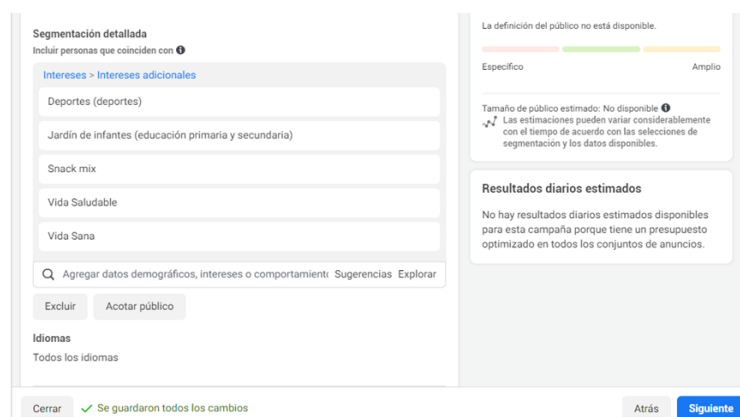 Segmentación detallada
Incluir personas que coinciden con
Intereses > Intereses adicionales
Deportes (deportes)
Jardín de infantes (educación primaria y secundaria)
Snack mix
Vida Saludable
Vida Sana
Agregar datos demográficos, intereses o comportamiento Sugerencias Explorar
Excluir Acotar público
Idiomas
Todos los idiomas
La definición del público no está disponible.
Específico Amplio
Tamaño de público estimado: No disponible
Las estimaciones pueden variar considerablemente
con el tiempo de acuerdo con las selecciones de
segmentación y los datos disponibles.
Resultados diarios estimados
No hay resultados diarios estimados disponibles
para esta campaña porque tiene un presupuesto
optimizado en todos los conjuntos de anuncios.
Cerrar Se guardaron todos los cambios Atrás Siguiente